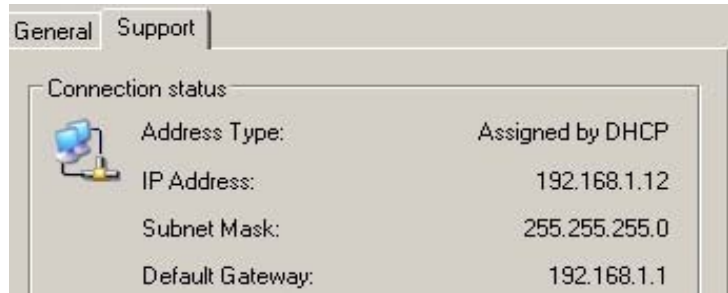 General Support
Connection status
Address Type: Assigned by DHCP
IP Address: 192.168.1.12
Subnet Mask: 255.255.255.0
Default Gateway: 192.168.1.1